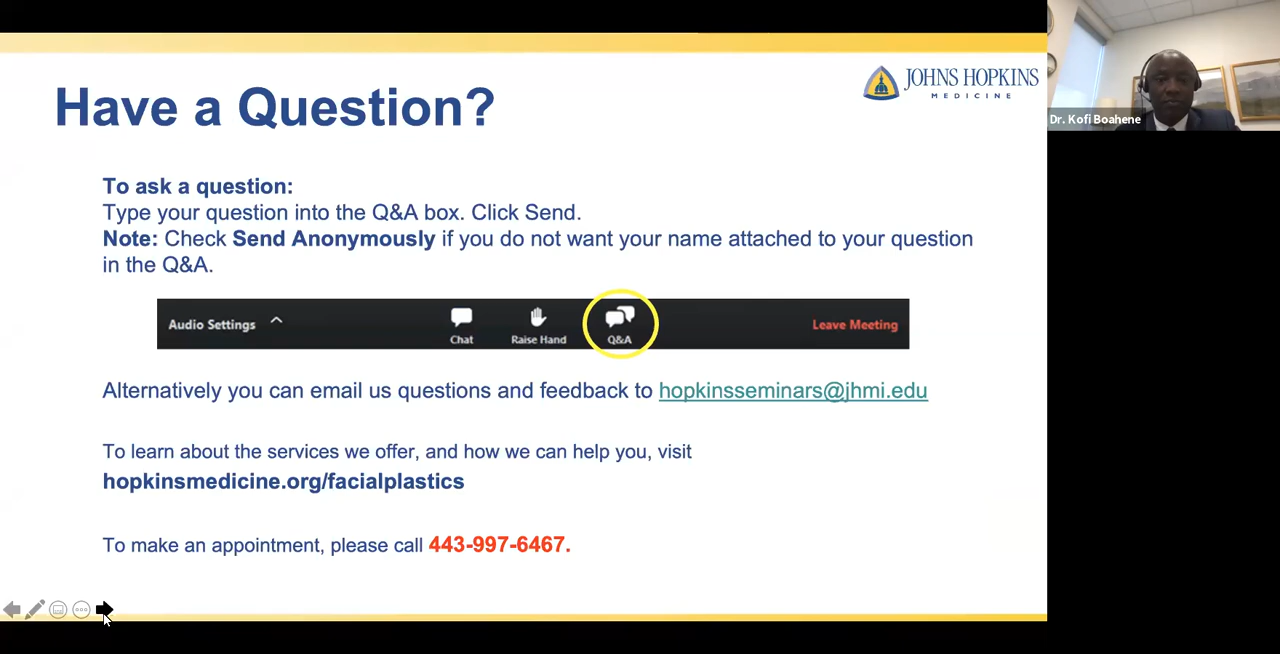 Have a Question?
JOHNS HOPKINS
MEDICINE
Dr. Kofi Boahene
To ask a question:
Type your question into the Q&A box. Click Send.
Note: Check Send Anonymously if you do not want your name attached to your question
in the Q&A.
Audio Settings
Chat
Raise Hand
Q&A
Leave Meeting
Alternatively you can email us questions and feedback to hopkinsseminars@jhmi.edu
To learn about the services we offer, and how we can help you, visit
hopkinsmedicine.org/facialplastics
To make an appointment, please call 443-997-6467.